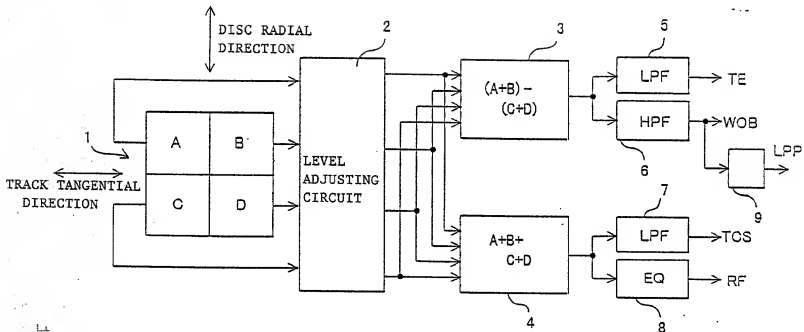 DISC RADIAL
DIRECTION
2
3
5
LPF
TE
(A+B)-
(C+D)
HPF
WOB
LPP
6
9
1
A
B
C
D
TRACK TANGENTIAL
DIRECTION
LEVEL
ADJUSTING
CIRCUIT
7
LPF
TCS
A+B+
C+D
EQ
RF
4
8